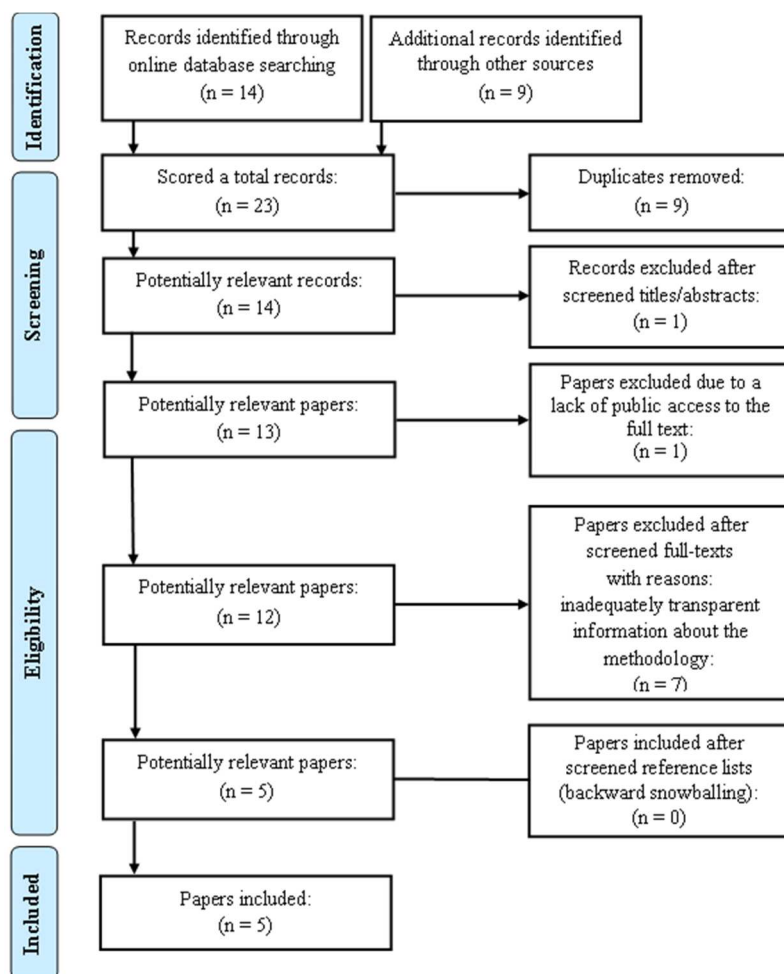 Identification
Records identified through
online database searching
(n = 14)
Additional records identified
through other sources
(n = 9)
Screening
Scored a total records:
(n = 23)
Duplicates removed:
(n = 9)
Potentially relevant records:
(n = 14)
Records excluded after
screened titles/abstracts:
(n = 1)
Potentially relevant papers:
(n = 13)
Papers excluded due to a
lack of public access to the
full text:
(n = 1)
Eligibility
Potentially relevant papers:
(n = 12)
Papers excluded after
screened full-texts
with reasons:
inadequately transparent
information about the
methodology:
(n = 7)
Potentially relevant papers:
(n = 5)
Papers included after
screened reference lists
(backward snowballing):
(n = 0)
Included
Papers included:
(n = 5)